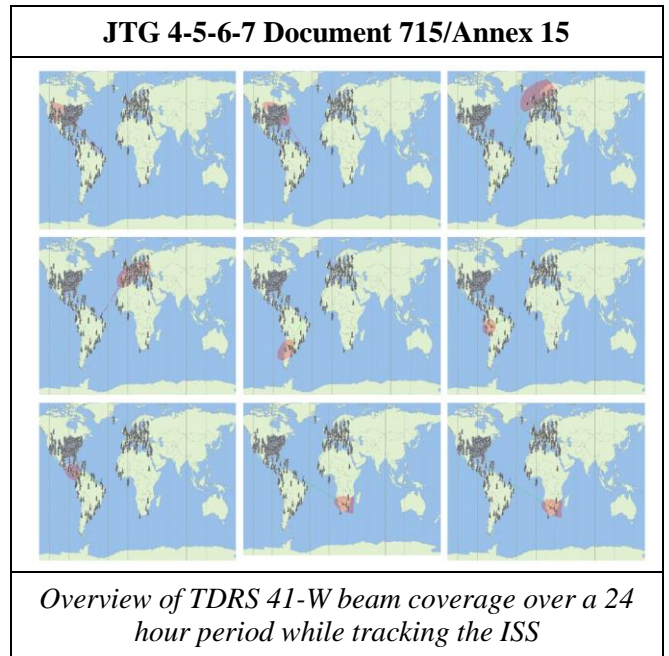 JTG 4-5-6-7 Document 715/Annex 15
Overview of TDRS 41-W beam coverage over a 24
hour period while tracking the ISS